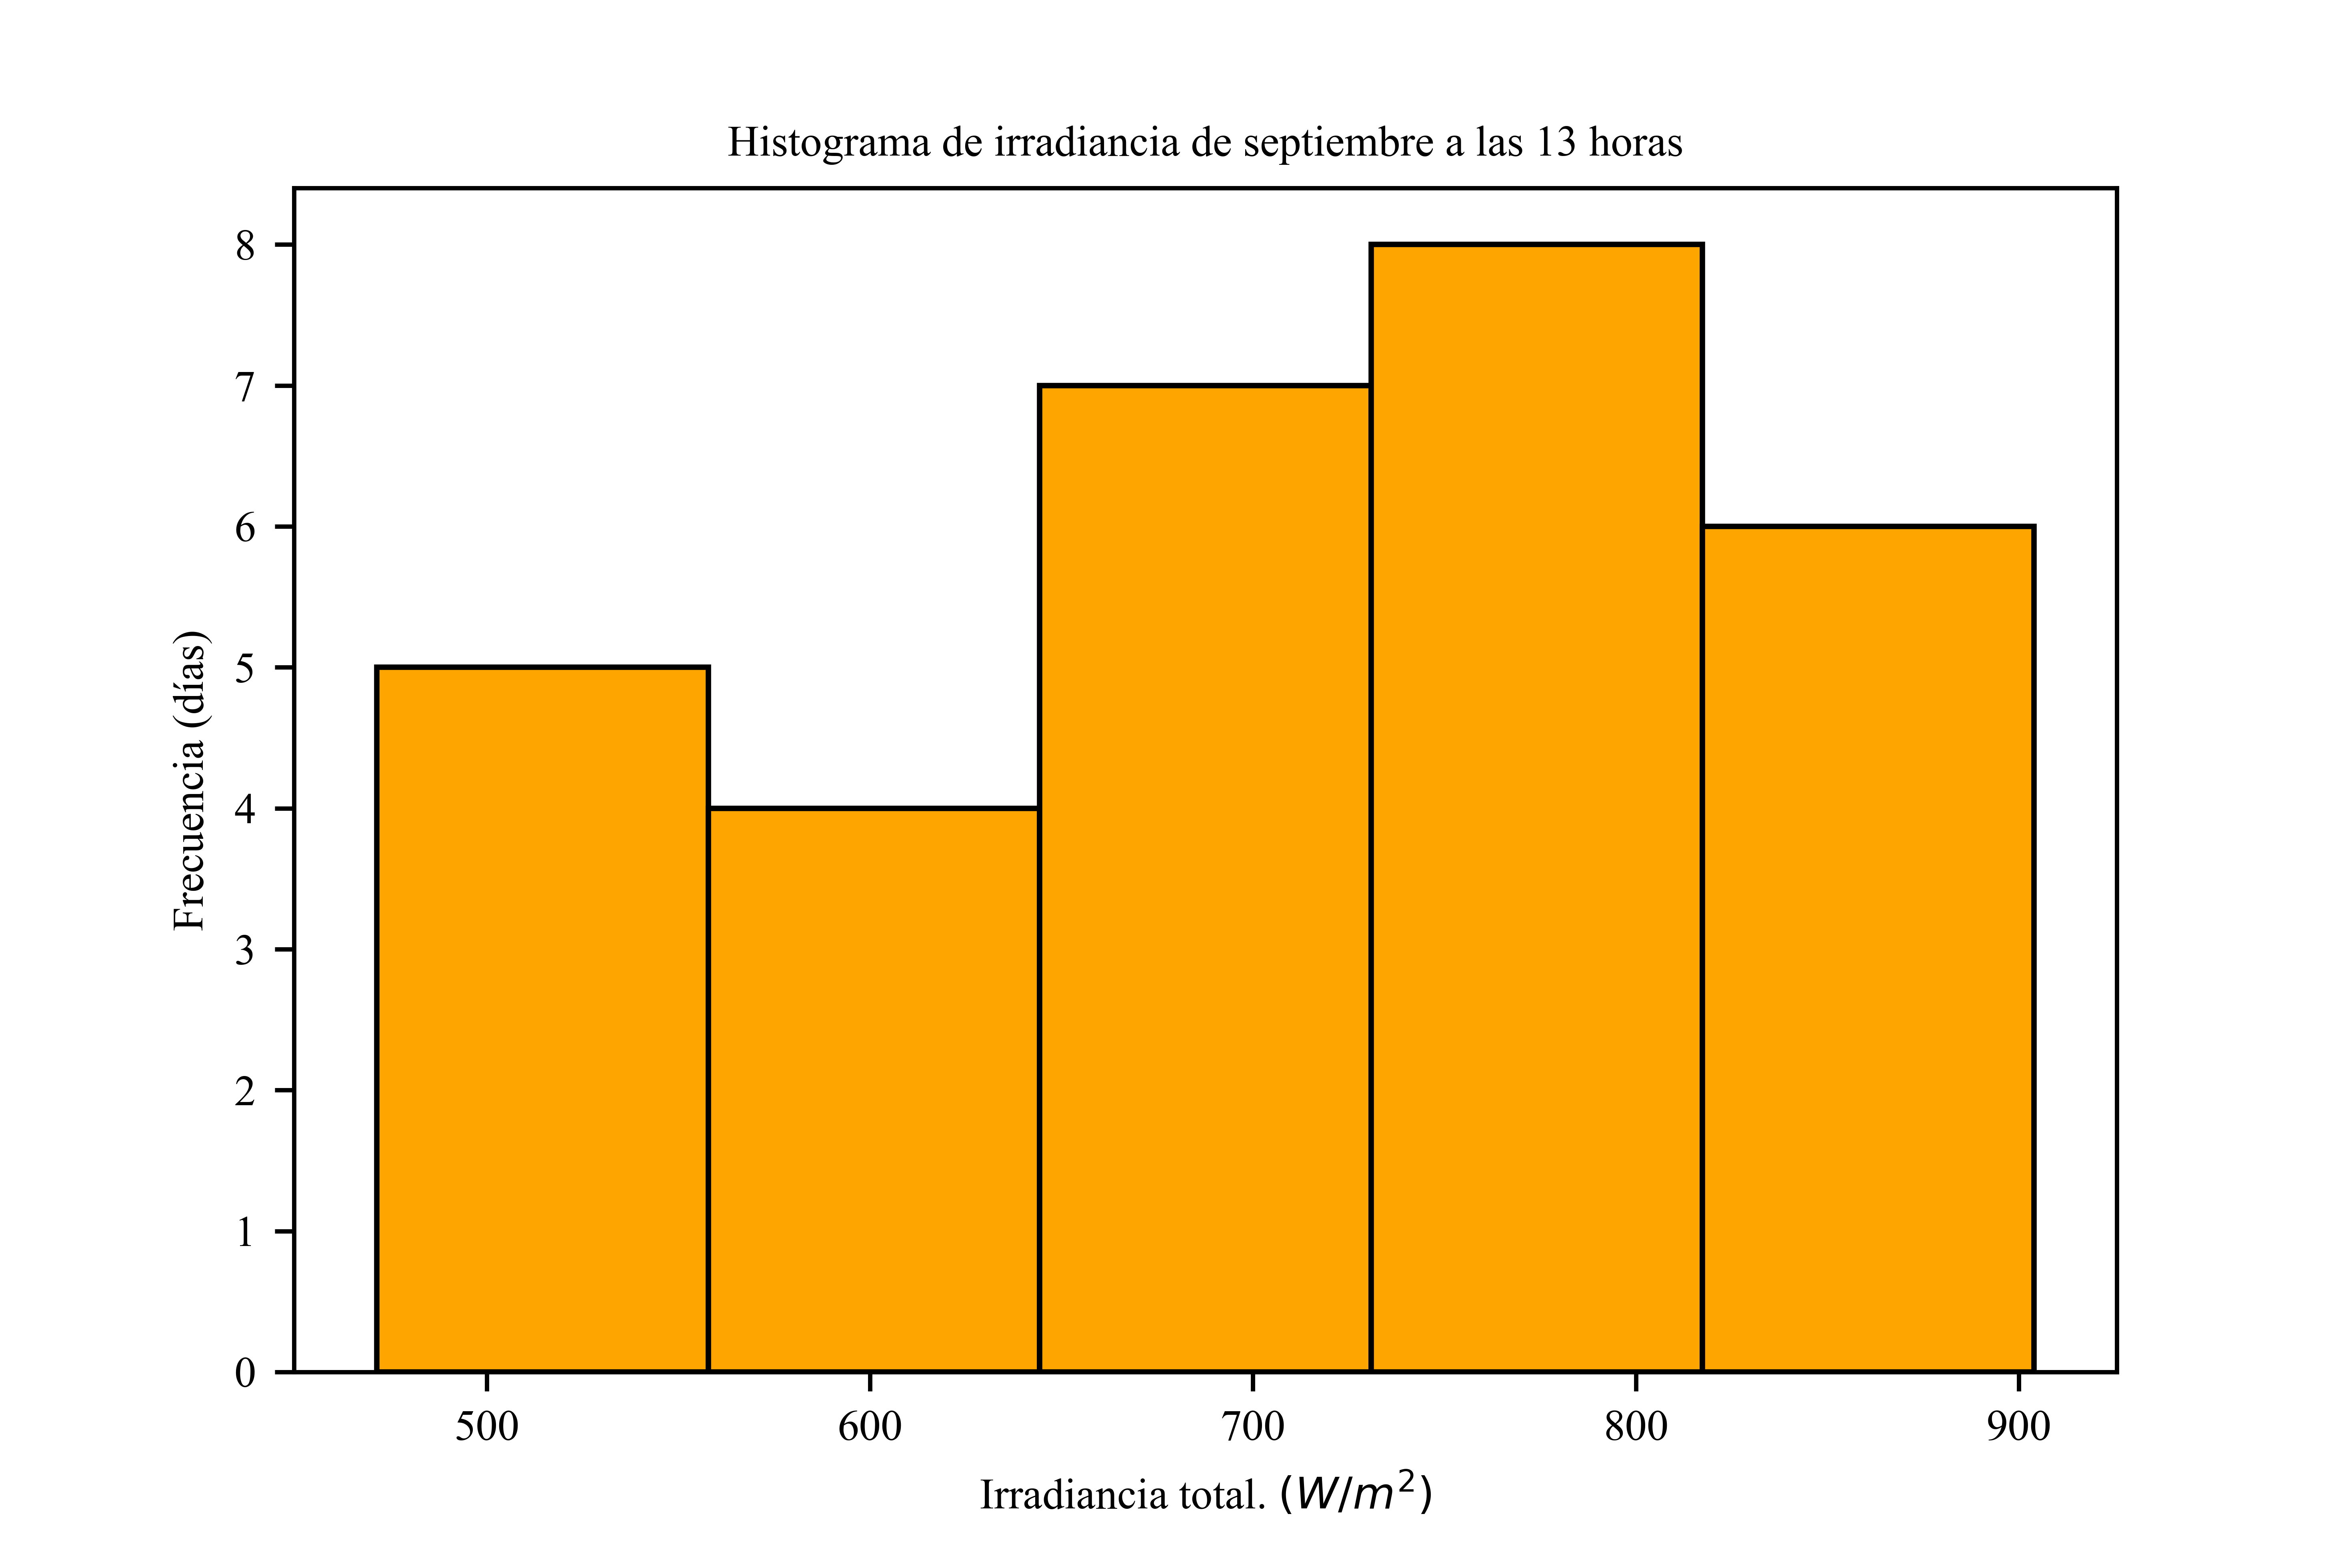 Histograma de irradiancia de septiembre a las 13 horas
8
7
6
5
4
3
2
1
0
Frecuencia (días)
500 600 700 800 900
Irradiancia total. (W/m²)